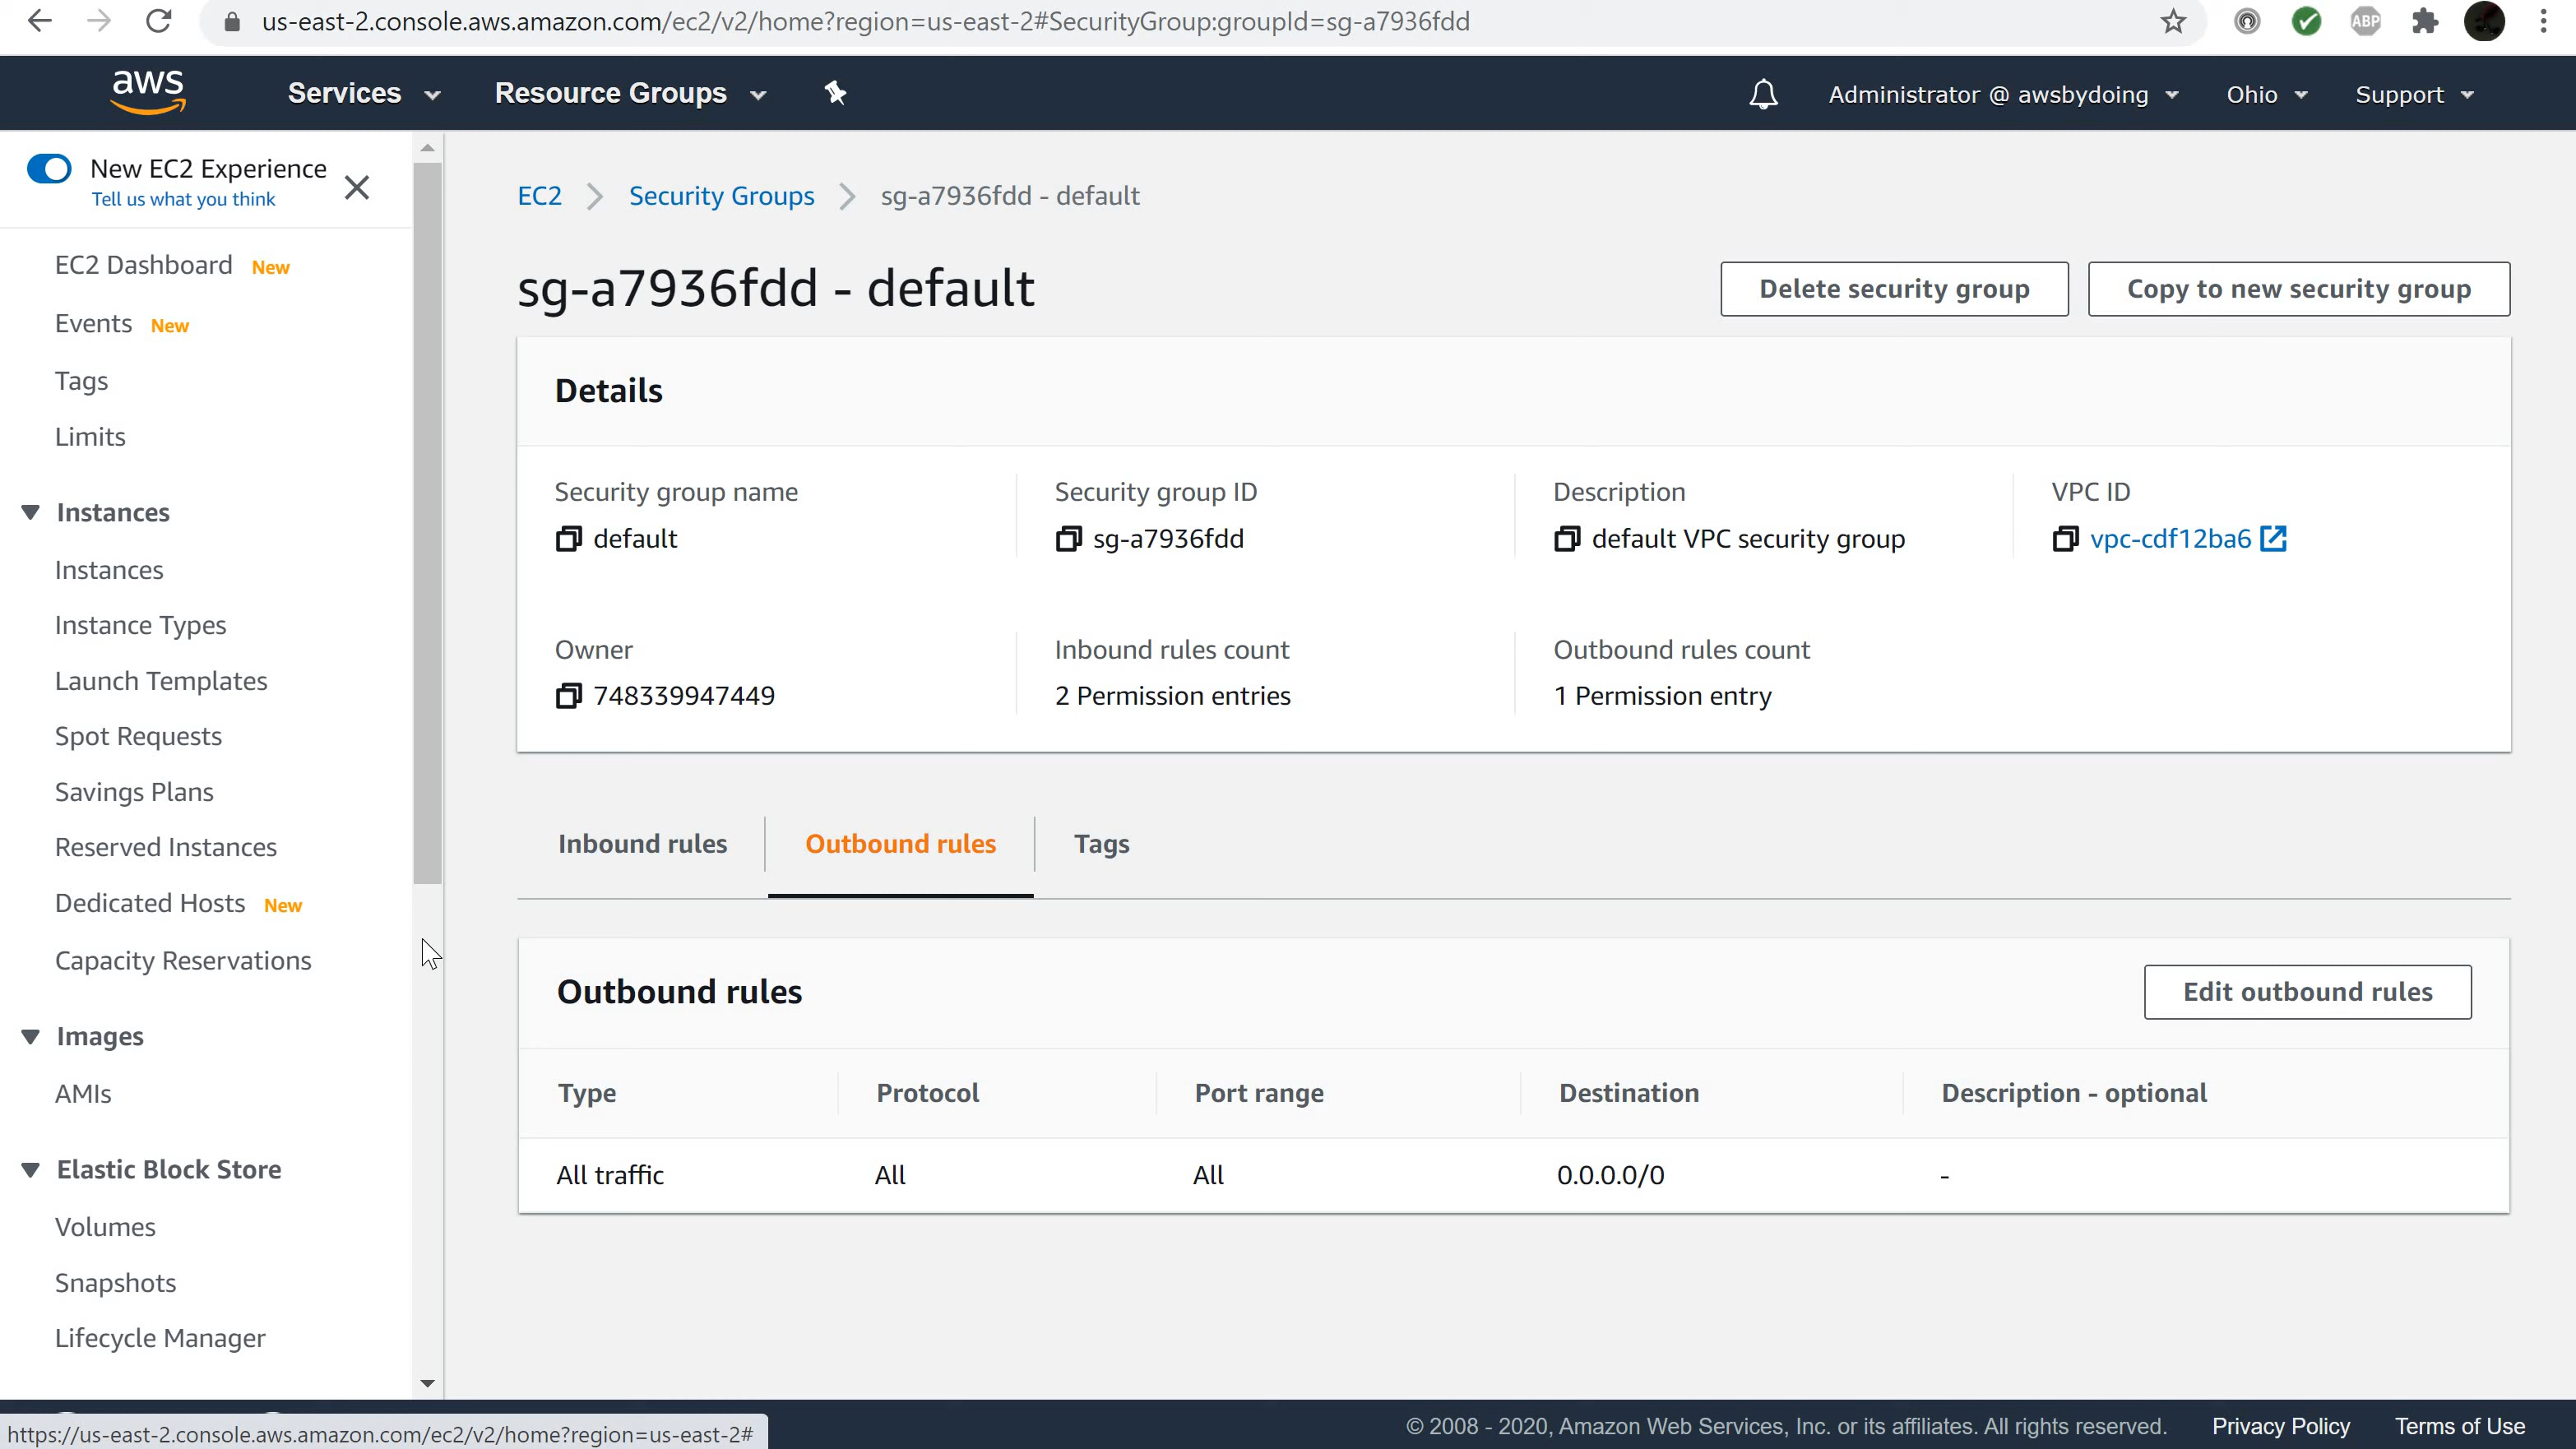 us-east-2.console.aws.amazon.com/ec2/v2/home?region=us-east-2#SecurityGroup:groupId=sg-a7936fdd
ABP
aws
Services
Resource Groups
Administrator @ awsbydoing
Ohio
Support
New EC2 Experience
Tell us what you think
EC2 Dashboard New
Events New
Tags
Limits
Instances
Instances
Instance Types
Launch Templates
Spot Requests
Savings Plans
Reserved Instances
Dedicated Hosts New
Capacity Reservations
Images
AMIs
Elastic Block Store
Volumes
Snapshots
Lifecycle Manager
EC2 Security Groups sg-a7936fdd - default
sg-a7936fdd - default
Delete security group
Copy to new security group
Details
Security group name
default
Security group ID
sg-a7936fdd
Description
default VPC security group
VPC ID
vpc-cdf12ba6
Owner
748339947449
Inbound rules count
2 Permission entries
Outbound rules count
1 Permission entry
Inbound rules
Outbound rules
Tags
Outbound rules
Edit outbound rules
Type Protocol Port range Destination Description - optional
All traffic All All 0.0.0.0/0 -
https://us-east-2.console.aws.amazon.com/ec2/v2/home?region=us-east-2#
© 2008 - 2020, Amazon Web Services, Inc. or its affiliates. All rights reserved. Privacy Policy Terms of Use